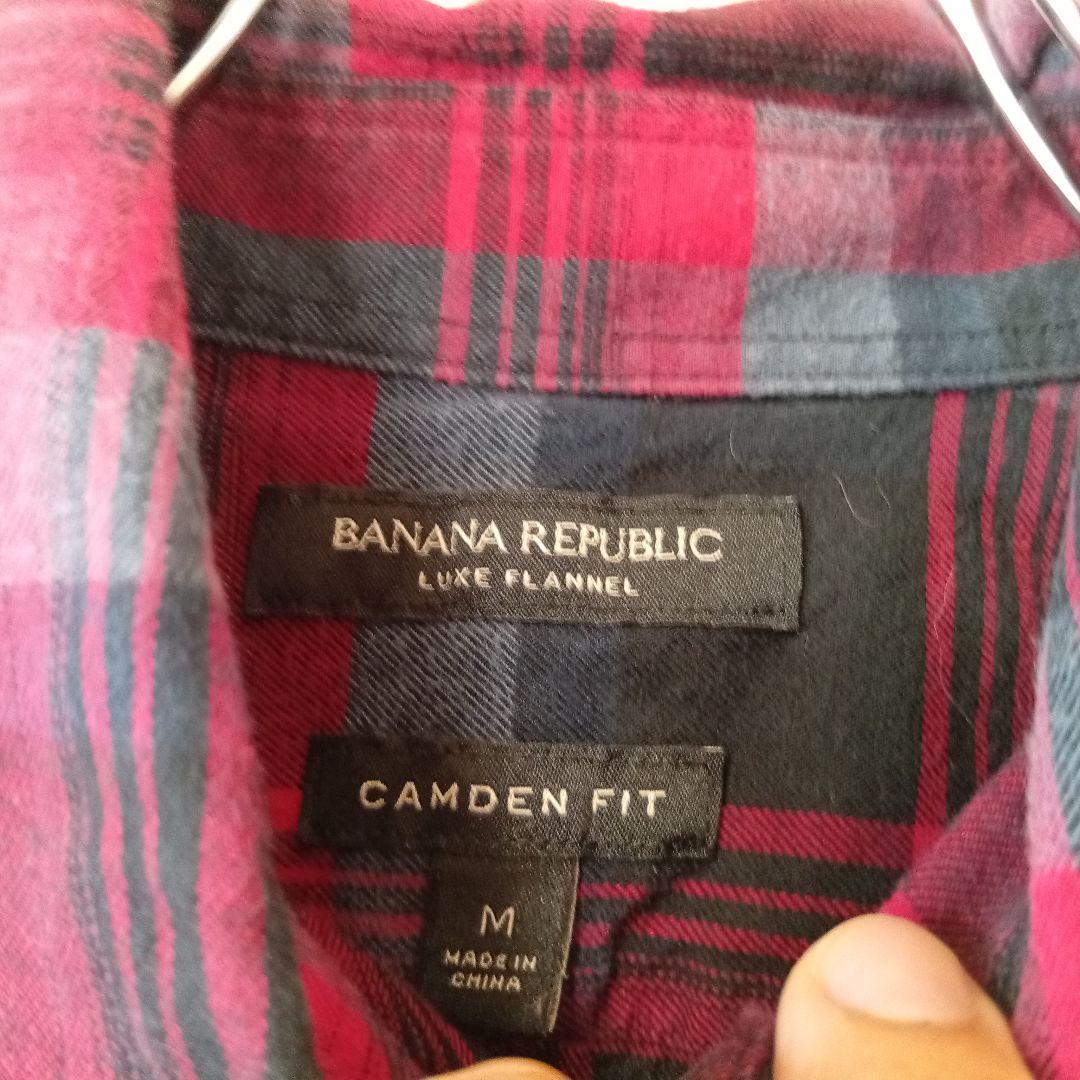 BANANA REPUBLIC
LUXE FLANNEL
CAMDEN FIT
M
MADE IN
CHINA